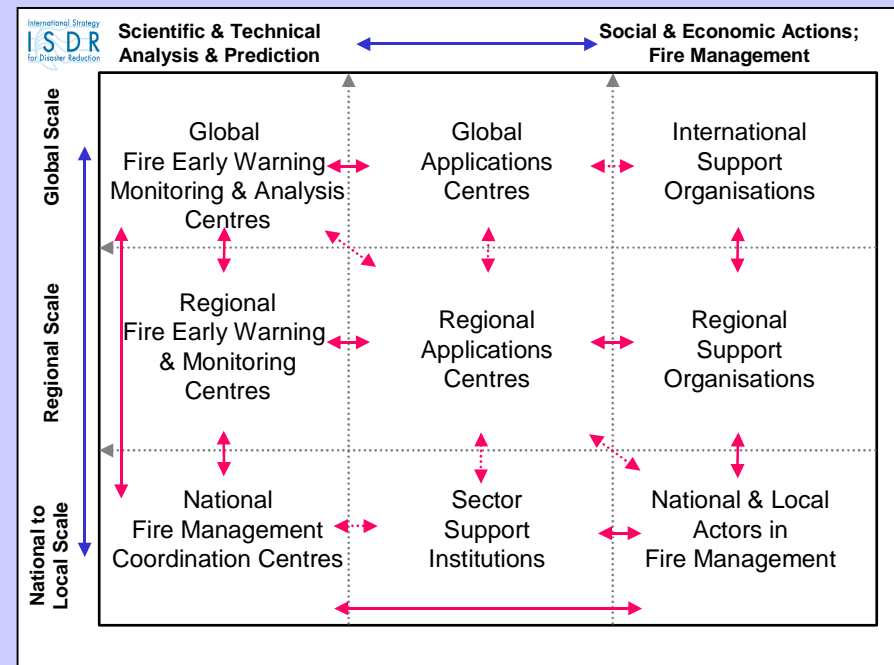 International Strategy
ISDR
for Disaster Reduction
Scientific & Technical
Analysis & Prediction
Social & Economic Actions;
Fire Management
Global Scale
Global
Fire Early Warning
Monitoring & Analysis
Centres
Global
Applications
Centres
International
Support
Organisations
Regional Scale
Regional
Fire Early Warning
& Monitoring
Centres
Regional
Applications
Centres
Regional
Support
Organisations
National to
Local Scale
National
Fire Management
Coordination Centres
Sector
Support
Institutions
National & Local
Actors in
Fire Management